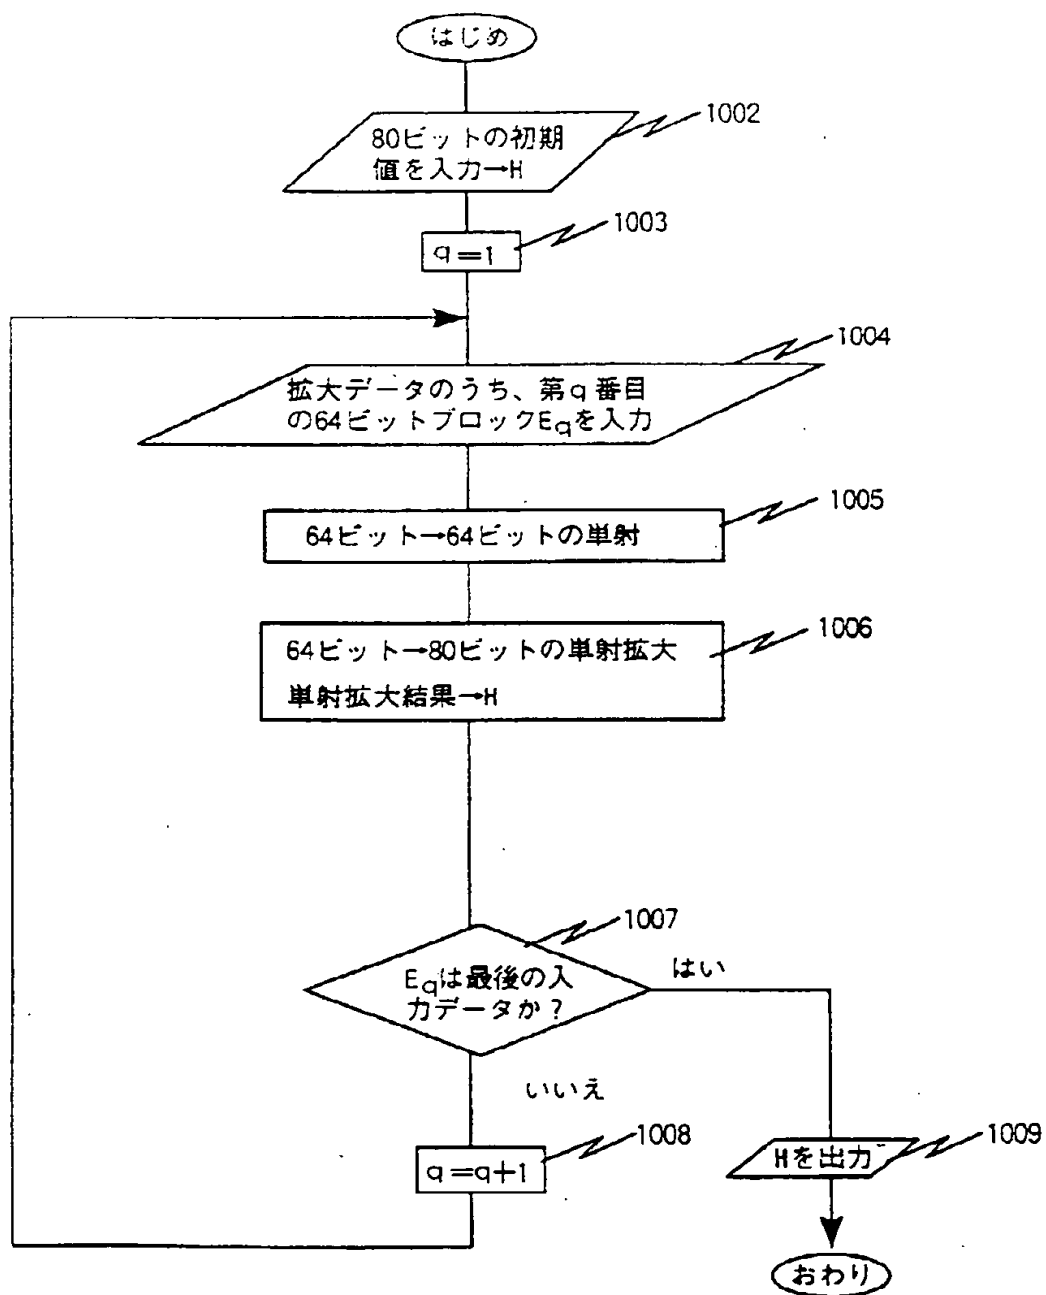 はじめ
1002
80ビットの初期
値を入力→H
1003
q=1
1004
拡大データのうち、第q番目
の64ビットブロックEqを入力
1005
64ビット→64ビットの単射
1006
64ビット→80ビットの単射拡大
単射拡大結果→H
1007
Eqは最後の入
力データか?
はい
いいえ
1008
q=q+1
1009
Hを出力
おわり